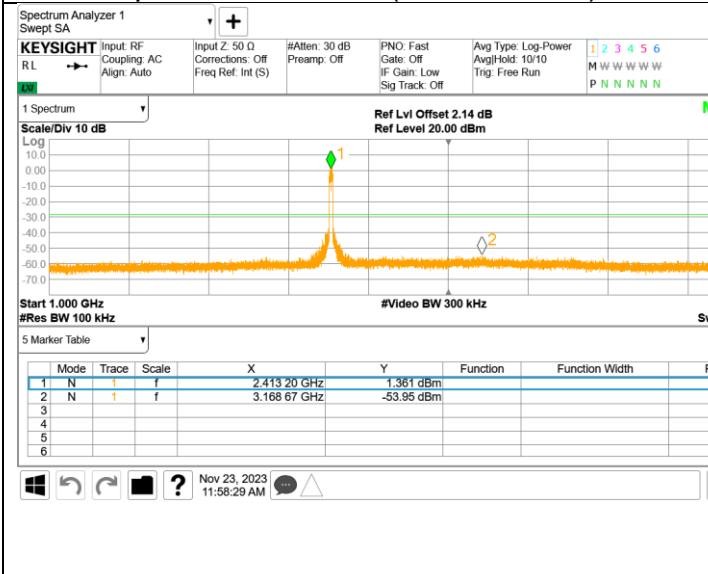 Spectrum Analyzer 1
Swept SA
+
KEYSIGHT Input: RF Input Z: 50 Ω #Atten: 30 dB PNO: Fast Avg Type: Log-Power 1 2 3 4 5 6
RL Coupling: AC Corrections: Off Preamp: Off Gate: Off Avg|Hold: 10/10 M W W W W W
Align: Auto Freq Ref: Int (S) IF Gain: Low Trig: Free Run
LXI Sig Track: Off P N N N N N
1 Spectrum
Ref Lvl Offset 2.14 dB
Scale/Div 10 dB Ref Level 20.00 dBm
Log
10.0
0.00
-10.0
-20.0
-30.0
-40.0
-50.0
-60.0
-70.0
1
2
Start 1.000 GHz #Video BW 300 kHz
#Res BW 100 kHz
5 Marker Table
Mode Trace Scale X Y Function Function Width
1 N 1 f 2.413 20 GHz 1.361 dBm
2 N 1 f 3.168 67 GHz -53.95 dBm
3
4
5
6
? Nov 23, 2023
11:58:29 AM